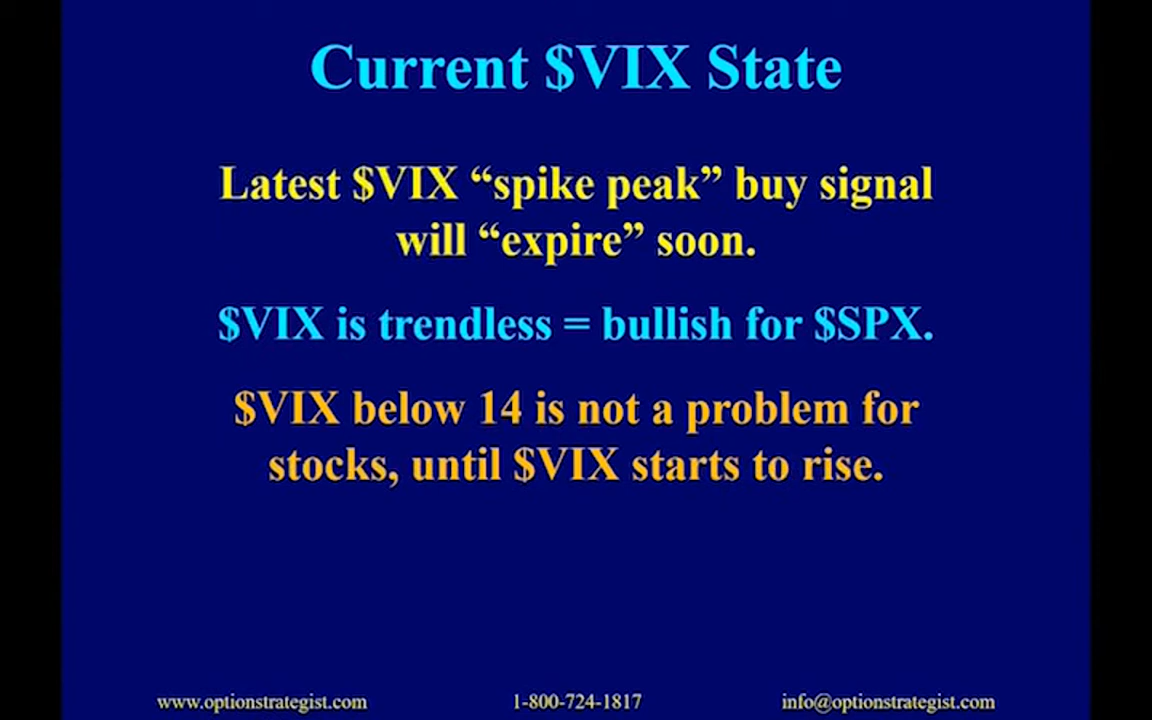 Current $VIX State
Latest $VIX “spike peak” buy signal
will “expire” soon.
$VIX is trendless = bullish for $SPX.
$VIX below 14 is not a problem for
stocks, until $VIX starts to rise.
www.optionstrategist.com 1-800-724-1817 info@optionstrategist.com